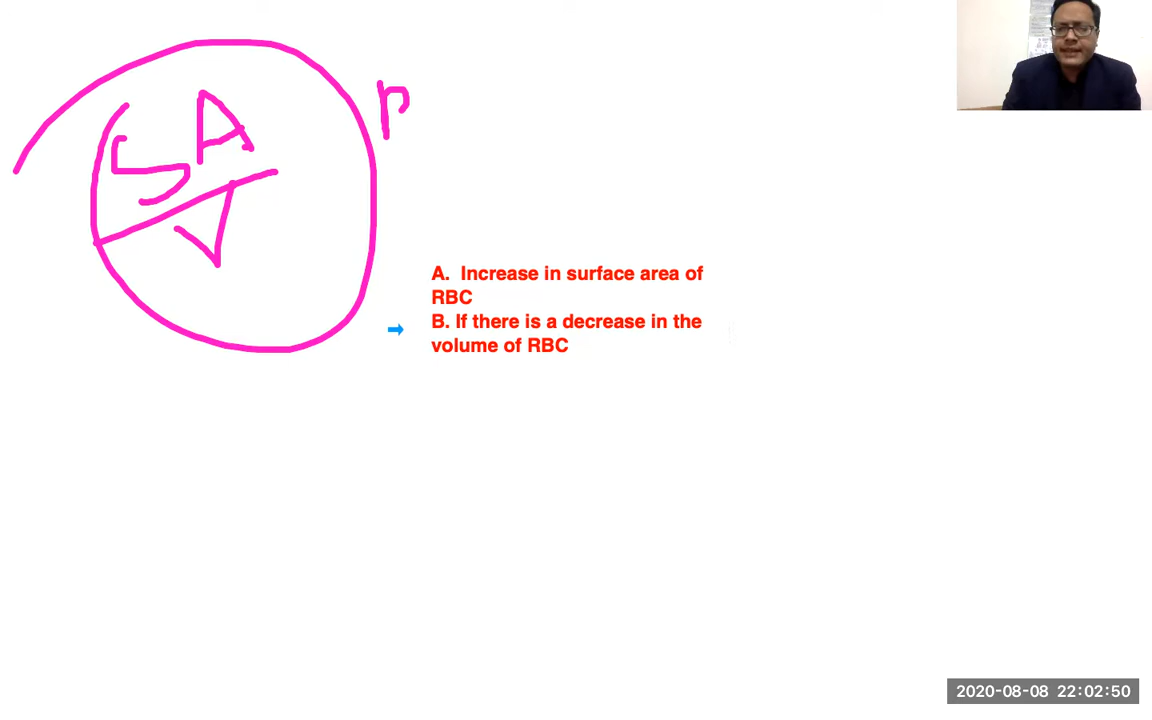 SA
V
n
A. Increase in surface area of
RBC
B. If there is a decrease in the
volume of RBC
2020-08-08 22:02:50